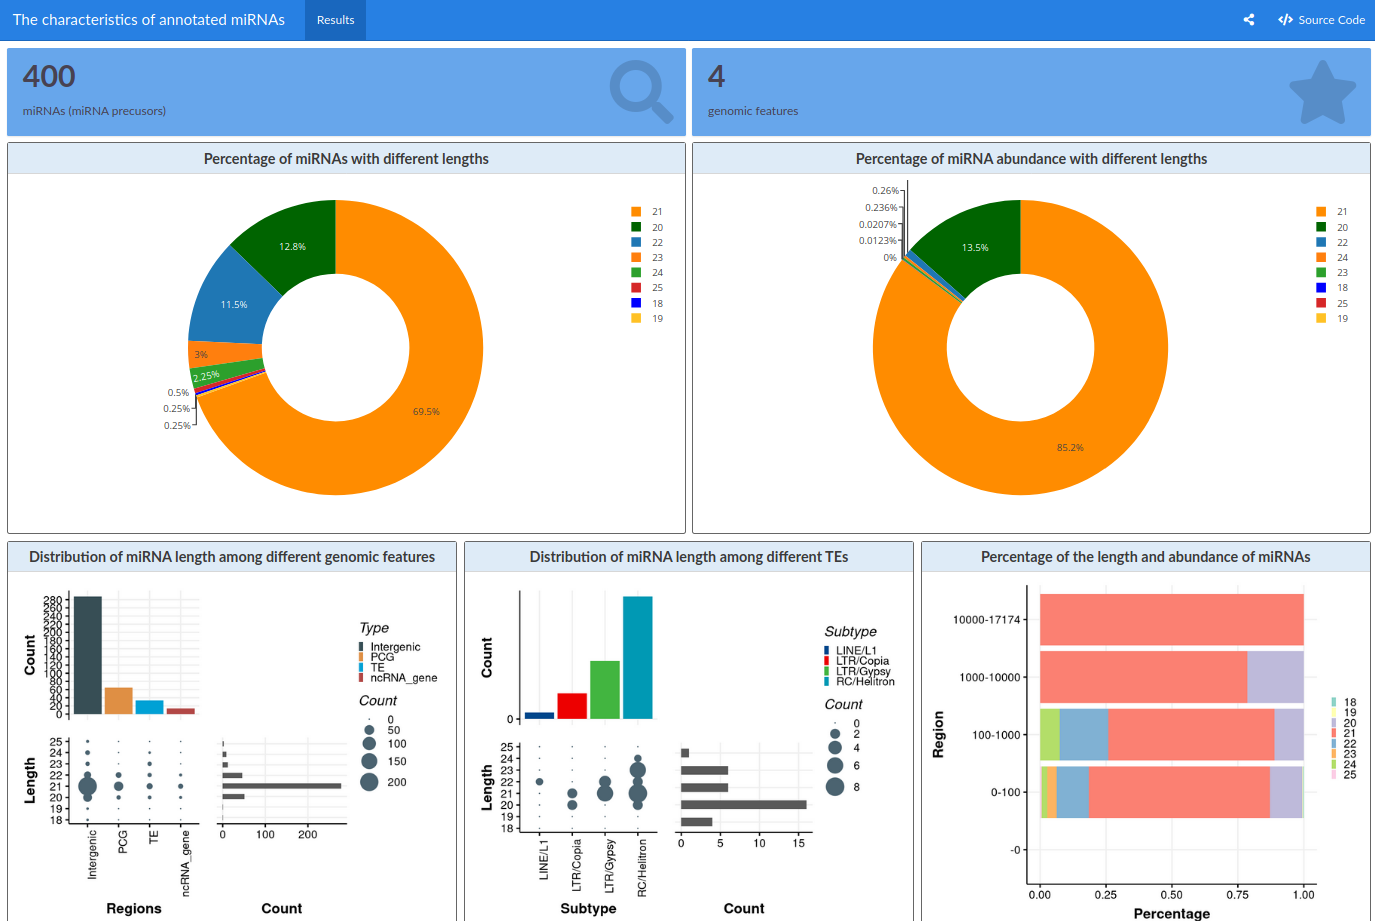 The characteristics of annotated miRNAs
Results
Source Code
400
miRNAs (miRNA precusors)
4
genomic features
Percentage of miRNAs with different lengths
12.8%
11.5%
3%
2.25%
0.5%
0.25%
0.25%
69.5%
21
20
22
23
24
25
18
19
Percentage of miRNA abundance with different lengths
0.26%
0.236%
0.0207%
0.0123%
0%
13.5%
85.2%
21
20
22
24
23
18
25
19
Distribution of miRNA length among different genomic features
Count
280
260
240
220
200
180
160
140
120
100
80
60
40
20
0
Length
25
24
23
22
21
20
19
18
Intergenic
PCG
TE
ncRNA_gene
Regions
0
100
200
Count
Type
Intergenic
PCG
TE
ncRNA_gene
Count
0
50
100
150
200
Distribution of miRNA length among different TEs
Count
0
Length
25
24
23
22
21
20
19
18
LINE/L1
LTR/Copia
LTR/Gypsy
RC/Helitron
Subtype
0
5
10
15
Count
Subtype
LINE/L1
LTR/Copia
LTR/Gypsy
RC/Helitron
Count
0
2
4
6
8
Percentage of the length and abundance of miRNAs
Region
10000-17174
1000-10000
100-1000
0-100
-0
0.00
0.25
0.50
0.75
1.00
Percentage
18
19
20
21
22
23
24
25